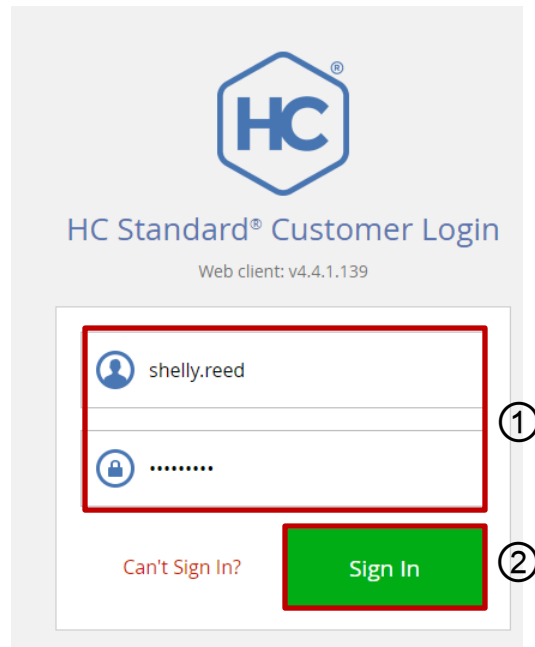 HC®
HC Standard® Customer Login
Web client: v4.4.1.139
shelly.reed
•••••••••
①
Can't Sign In?
Sign In
②